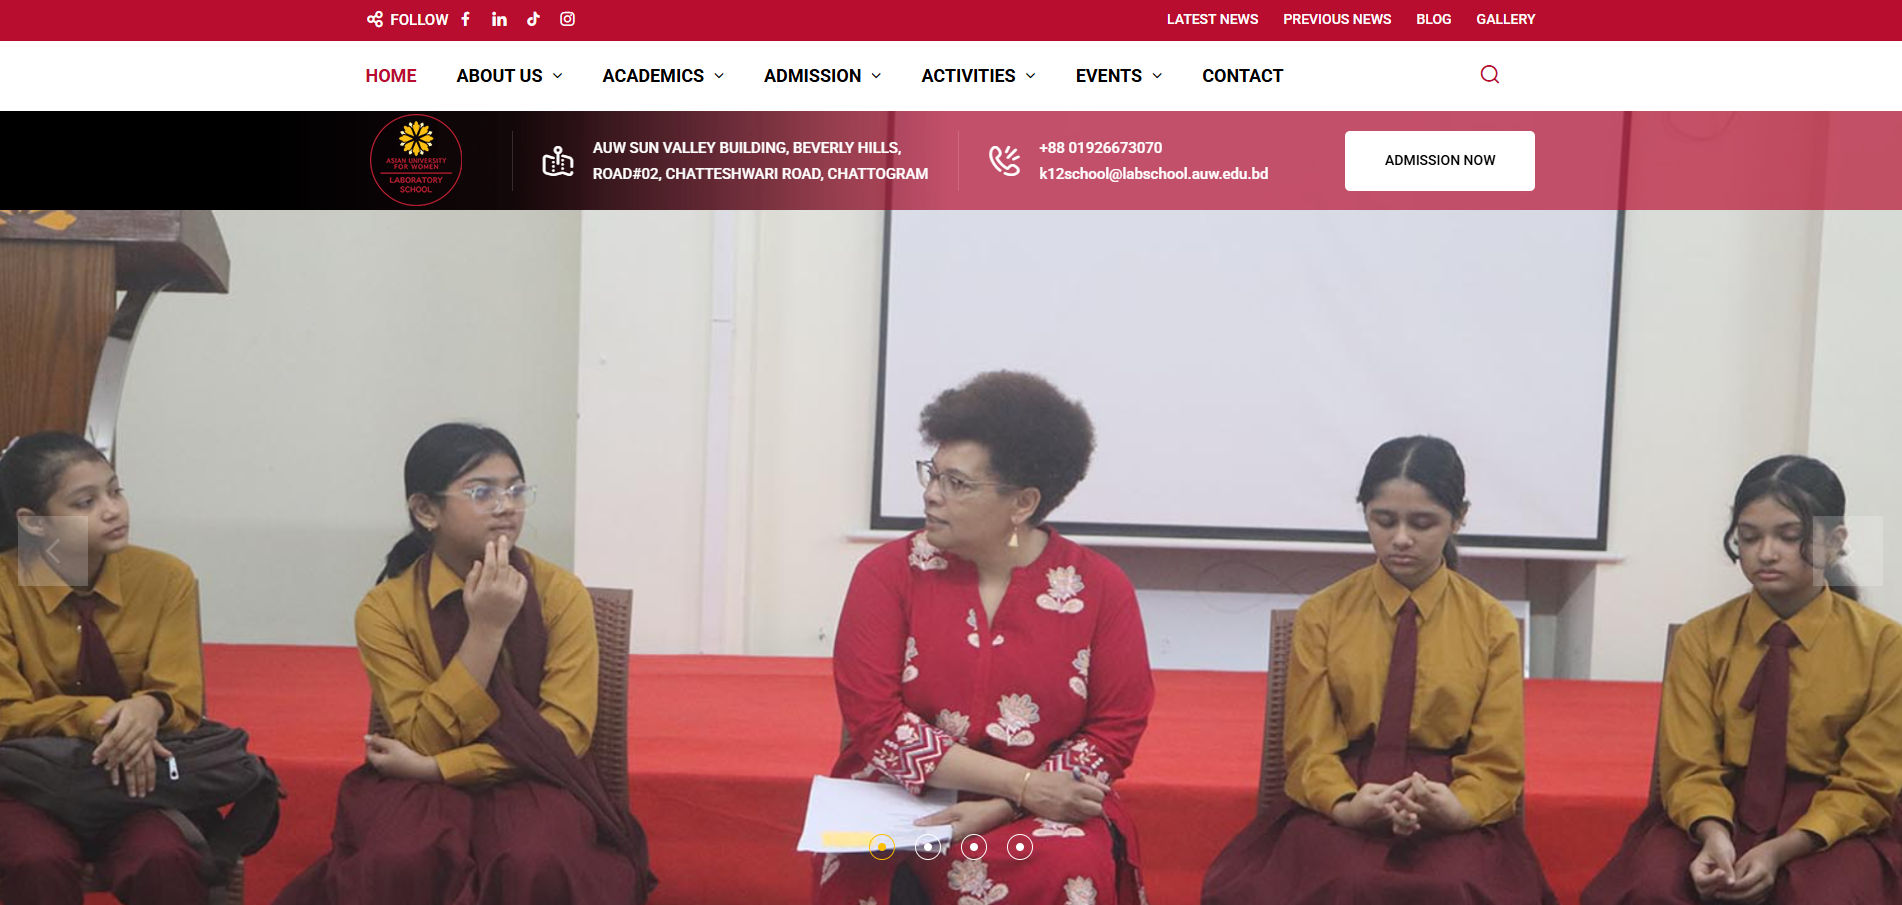 FOLLOW
LATEST NEWS PREVIOUS NEWS BLOG GALLERY
HOME ABOUT US ACADEMICS ADMISSION ACTIVITIES EVENTS CONTACT
ASIAN UNIVERSITY
FOR WOMEN
LABORATORY
SCHOOL
AUW SUN VALLEY BUILDING, BEVERLY HILLS,
ROAD#02, CHATTESHWARI ROAD, CHATTOGRAM
+88 01926673070
k12school@labschool.auw.edu.bd
ADMISSION NOW